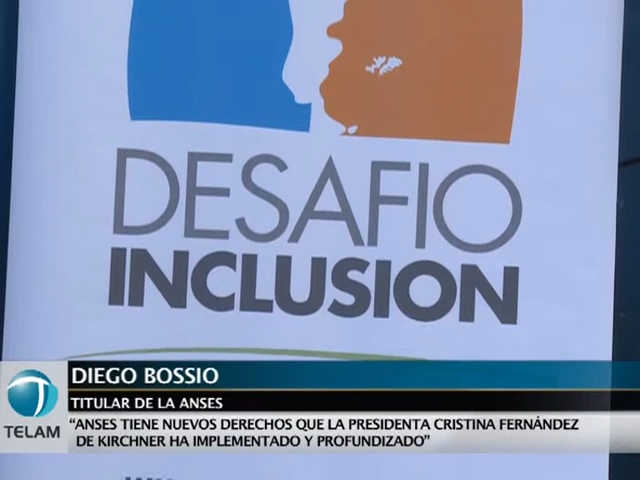 DESAFIO
INCLUSION
DIEGO BOSSIO
TITULAR DE LA ANSES
TELAM
“ANSES TIENE NUEVOS DERECHOS QUE LA PRESIDENTA CRISTINA FERNÁNDEZ
DE KIRCHNER HA IMPLEMENTADO Y PROFUNDIZADO”